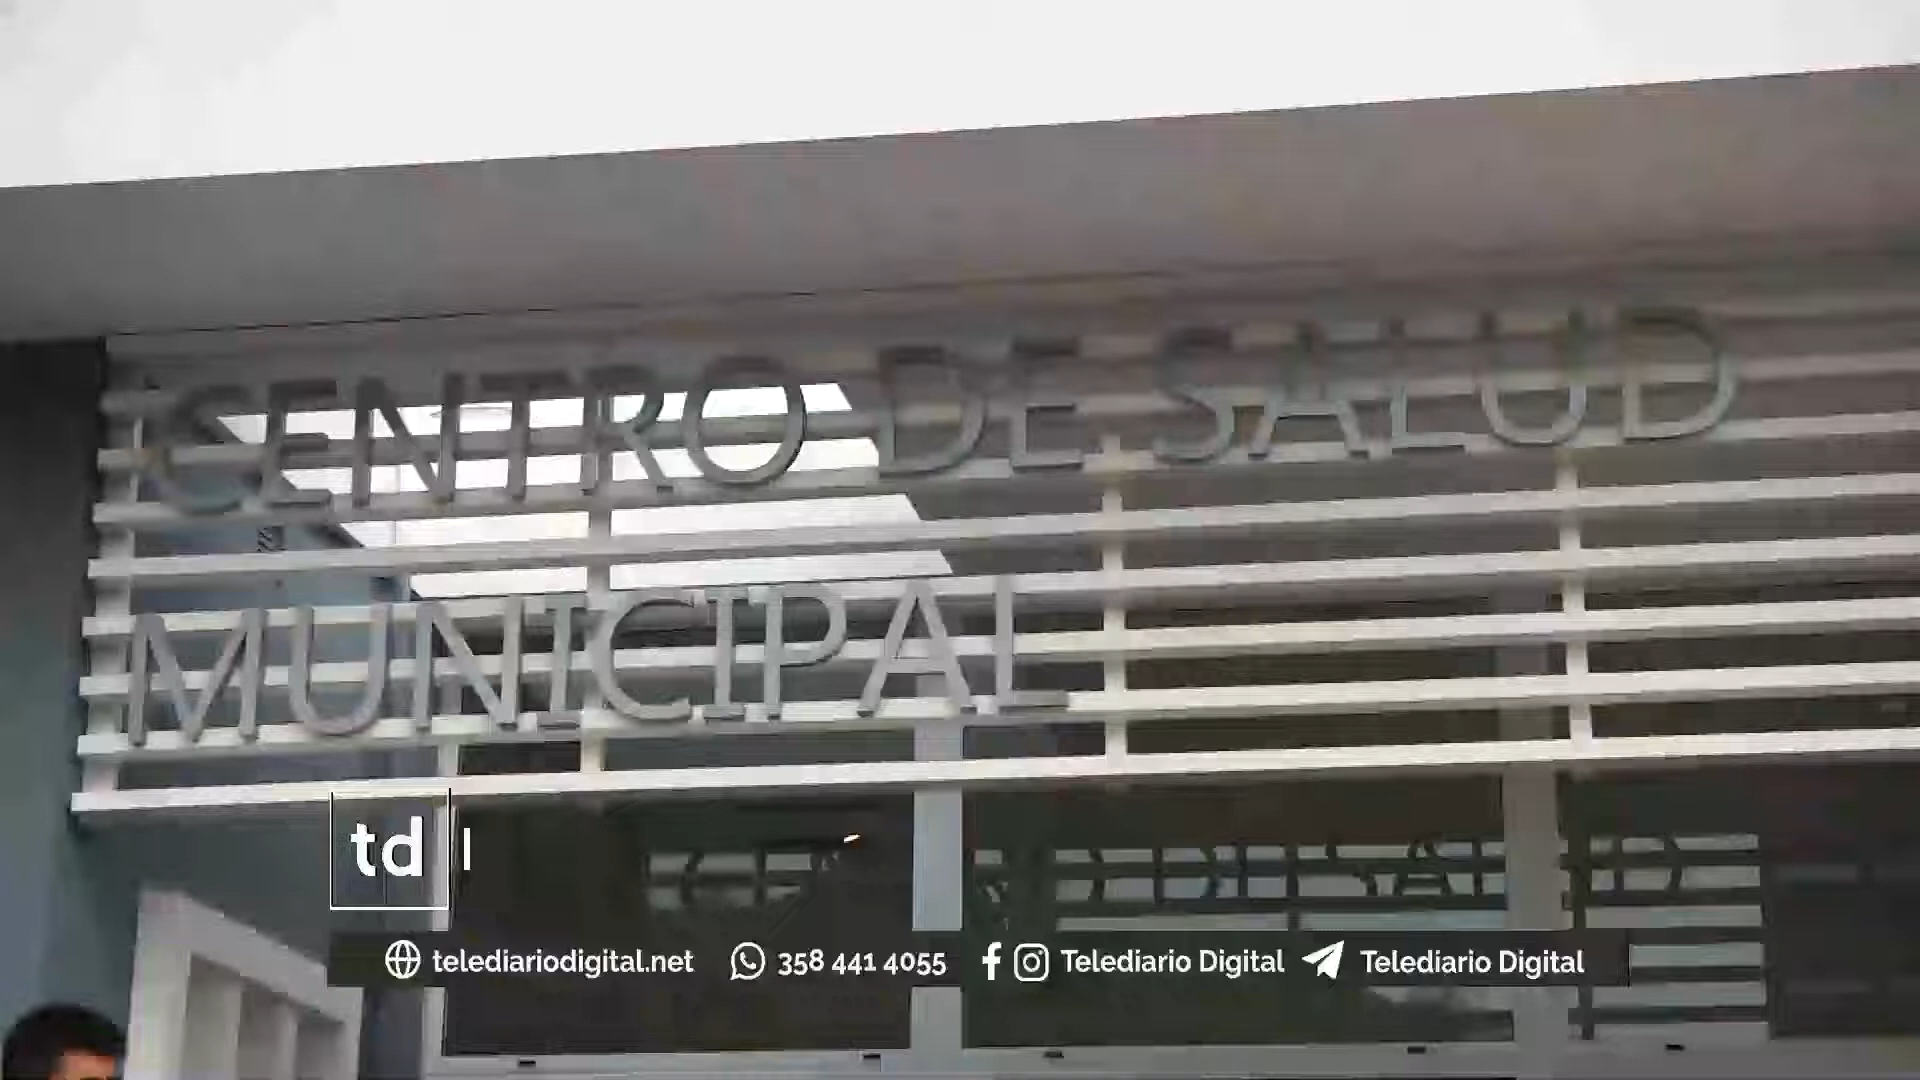 CENTRO DE SALUD
MUNICIPAL
td
telediariodigital.net 358 441 4055 Telediario Digital Telediario Digital